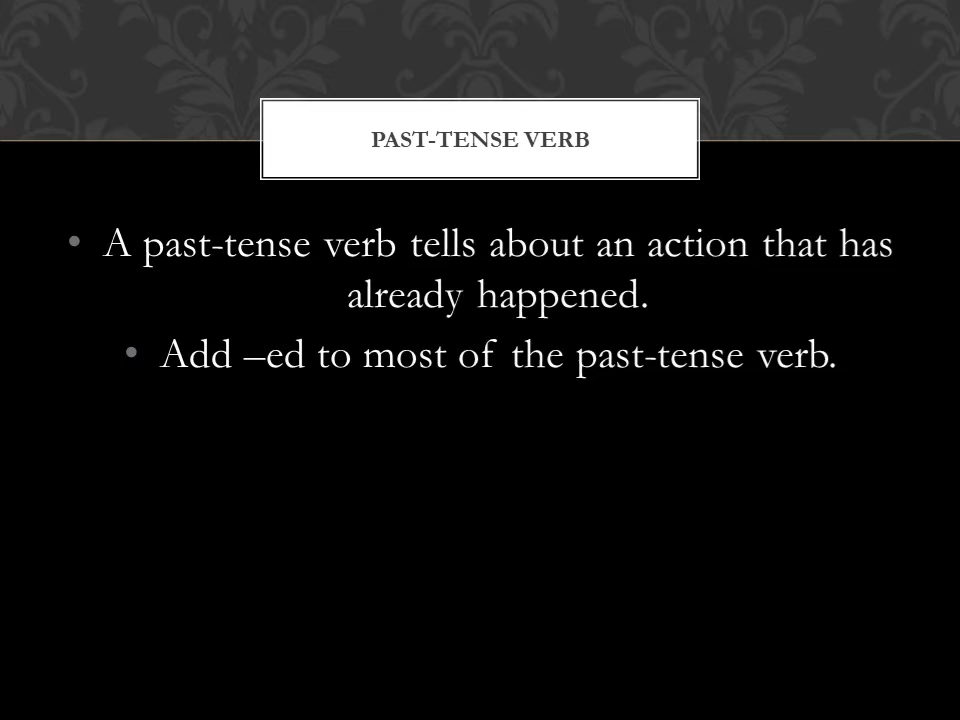 PAST-TENSE VERB
• A past-tense verb tells about an action that has
already happened.
• Add –ed to most of the past-tense verb.